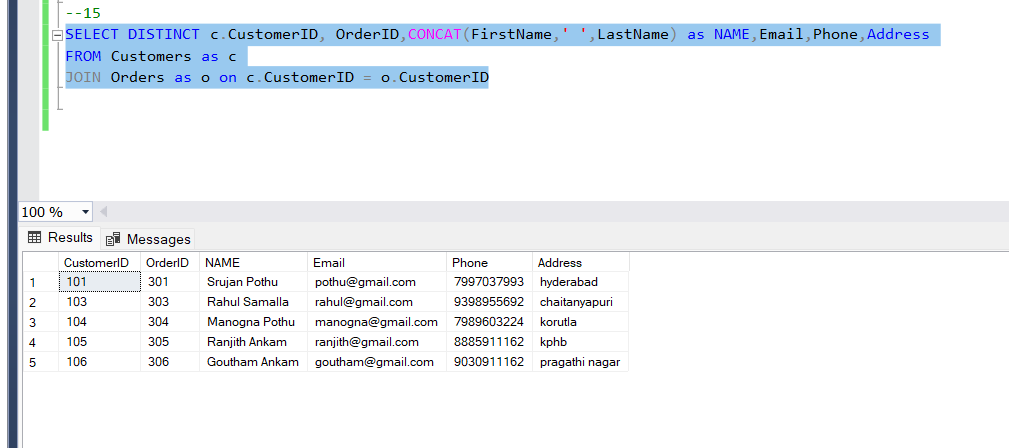 --15
SELECT DISTINCT c.CustomerID, OrderID,CONCAT(FirstName,' ',LastName) as NAME,Email,Phone,Address
FROM Customers as c
JOIN Orders as o on c.CustomerID = o.CustomerID
100 %
Results Messages
CustomerID OrderID NAME Email Phone Address
1 101 301 Srujan Pothu pothu@gmail.com 7997037993 hyderabad
2 103 303 Rahul Samalla rahul@gmail.com 9398955692 chaitanyapuri
3 104 304 Manogna Pothu manogna@gmail.com 7989603224 korutla
4 105 305 Ranjith Ankam ranjith@gmail.com 8885911162 kphb
5 106 306 Goutham Ankam goutham@gmail.com 9030911162 pragathi nagar